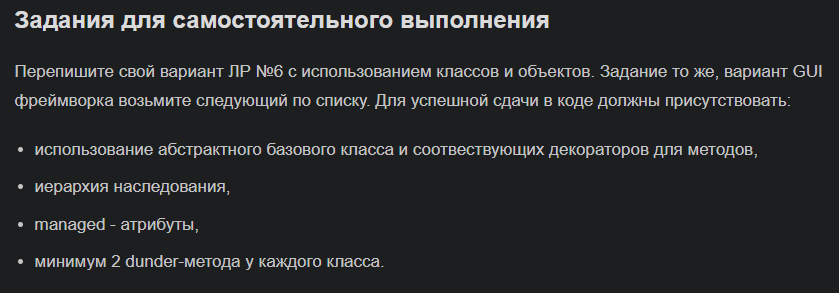 Задания для самостоятельного выполнения
Перепишите свой вариант ЛР №6 с использованием классов и объектов. Задание то же, вариант GUI
фреймворка возьмите следующий по списку. Для успешной сдачи в коде должны присутствовать:
• использование абстрактного базового класса и соотвествующих декораторов для методов,
• иерархия наследования,
• managed - атрибуты,
• минимум 2 dunder-метода у каждого класса.